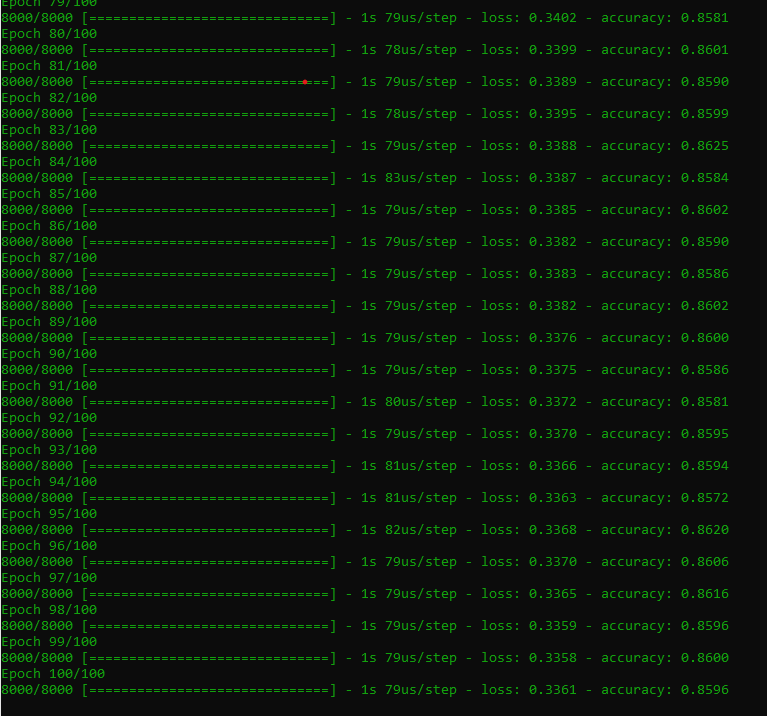 Epoch 79/100
8000/8000 [==============================] - 1s 79us/step - loss: 0.3402 - accuracy: 0.8581
Epoch 80/100
8000/8000 [==============================] - 1s 78us/step - loss: 0.3399 - accuracy: 0.8601
Epoch 81/100
8000/8000 [==============================] - 1s 79us/step - loss: 0.3389 - accuracy: 0.8590
Epoch 82/100
8000/8000 [==============================] - 1s 78us/step - loss: 0.3395 - accuracy: 0.8599
Epoch 83/100
8000/8000 [==============================] - 1s 79us/step - loss: 0.3388 - accuracy: 0.8625
Epoch 84/100
8000/8000 [==============================] - 1s 83us/step - loss: 0.3387 - accuracy: 0.8584
Epoch 85/100
8000/8000 [==============================] - 1s 79us/step - loss: 0.3385 - accuracy: 0.8602
Epoch 86/100
8000/8000 [==============================] - 1s 79us/step - loss: 0.3382 - accuracy: 0.8590
Epoch 87/100
8000/8000 [==============================] - 1s 79us/step - loss: 0.3383 - accuracy: 0.8586
Epoch 88/100
8000/8000 [==============================] - 1s 79us/step - loss: 0.3382 - accuracy: 0.8602
Epoch 89/100
8000/8000 [==============================] - 1s 79us/step - loss: 0.3376 - accuracy: 0.8600
Epoch 90/100
8000/8000 [==============================] - 1s 79us/step - loss: 0.3375 - accuracy: 0.8586
Epoch 91/100
8000/8000 [==============================] - 1s 80us/step - loss: 0.3372 - accuracy: 0.8581
Epoch 92/100
8000/8000 [==============================] - 1s 79us/step - loss: 0.3370 - accuracy: 0.8595
Epoch 93/100
8000/8000 [==============================] - 1s 81us/step - loss: 0.3366 - accuracy: 0.8594
Epoch 94/100
8000/8000 [==============================] - 1s 81us/step - loss: 0.3363 - accuracy: 0.8572
Epoch 95/100
8000/8000 [==============================] - 1s 82us/step - loss: 0.3368 - accuracy: 0.8620
Epoch 96/100
8000/8000 [==============================] - 1s 79us/step - loss: 0.3370 - accuracy: 0.8606
Epoch 97/100
8000/8000 [==============================] - 1s 79us/step - loss: 0.3365 - accuracy: 0.8616
Epoch 98/100
8000/8000 [==============================] - 1s 79us/step - loss: 0.3359 - accuracy: 0.8596
Epoch 99/100
8000/8000 [==============================] - 1s 79us/step - loss: 0.3358 - accuracy: 0.8600
Epoch 100/100
8000/8000 [==============================] - 1s 79us/step - loss: 0.3361 - accuracy: 0.8596